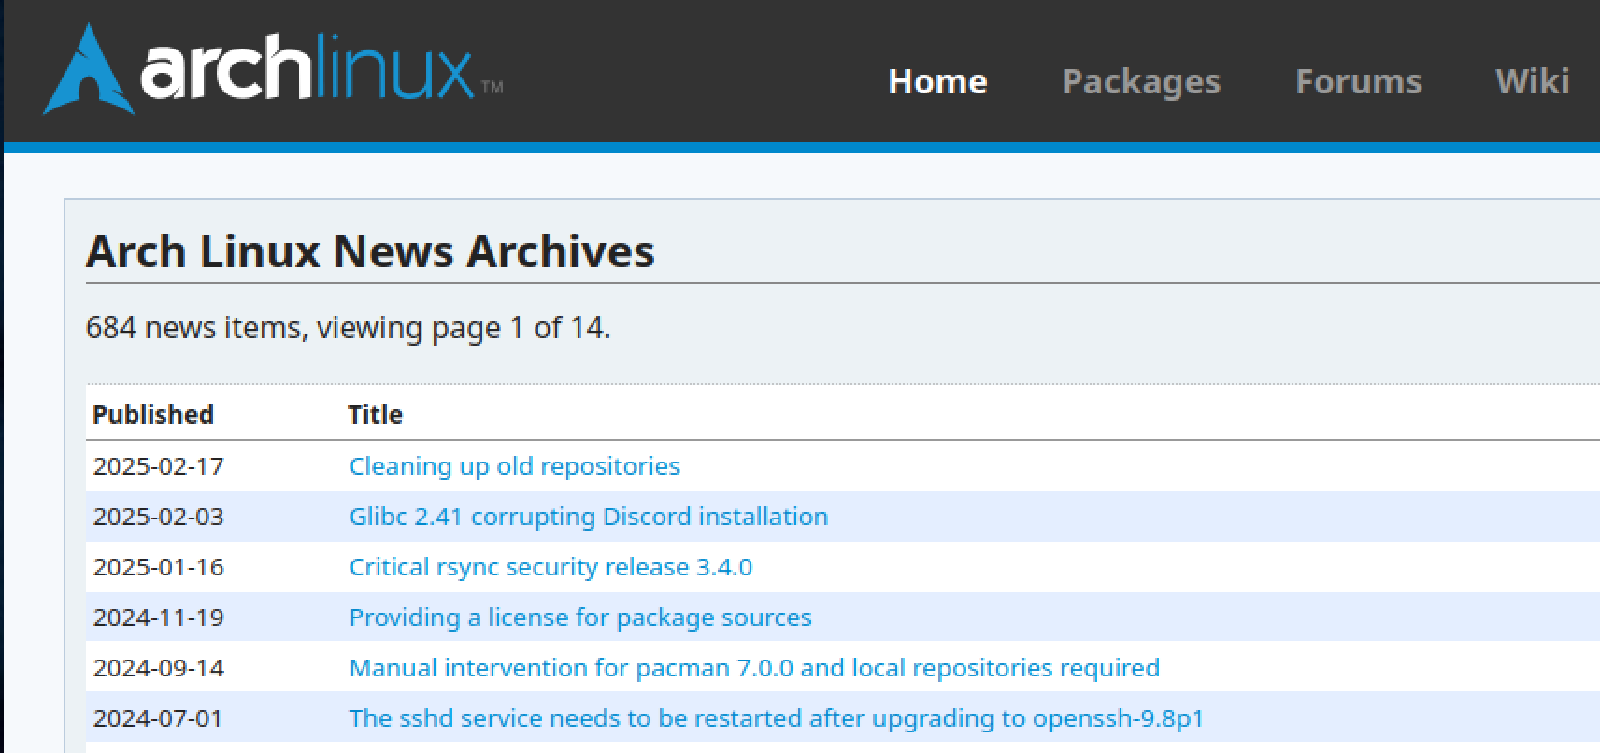 archlinux™
Home Packages Forums Wiki
Arch Linux News Archives
684 news items, viewing page 1 of 14.
Published Title
2025-02-17 Cleaning up old repositories
2025-02-03 Glibc 2.41 corrupting Discord installation
2025-01-16 Critical rsync security release 3.4.0
2024-11-19 Providing a license for package sources
2024-09-14 Manual intervention for pacman 7.0.0 and local repositories required
2024-07-01 The sshd service needs to be restarted after upgrading to openssh-9.8p1